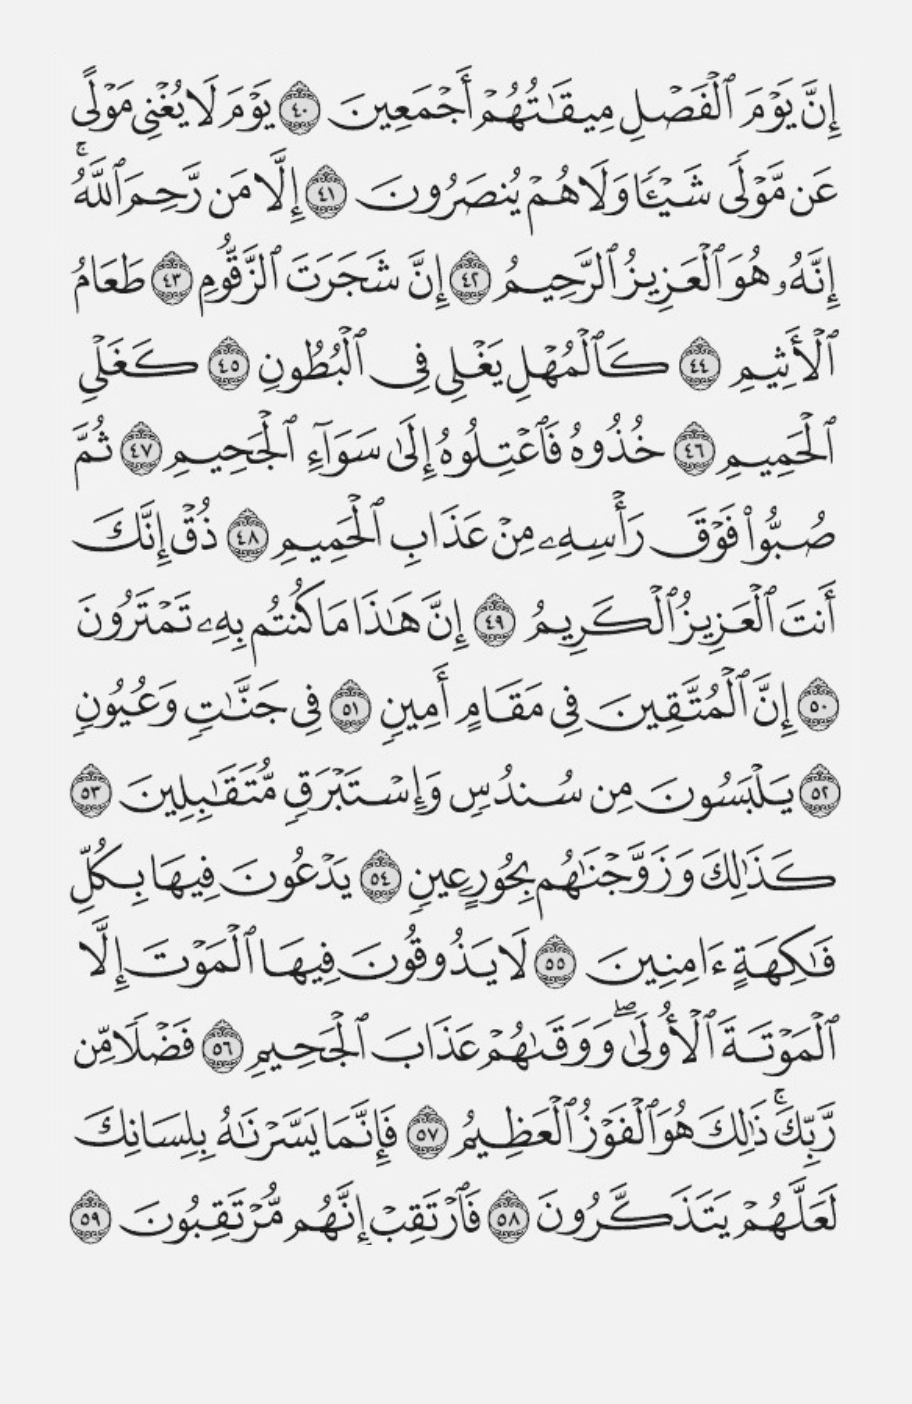 إِنَّ يَوْمَ ٱلْفَصْلِ مِيقَٰتُهُمْ أَجْمَعِينَ ٤٠ يَوْمَ لَا يُغْنِى مَوْلًى
عَن مَّوْلًى شَيْـًٔا وَلَا هُمْ يُنصَرُونَ ٤١ إِلَّا مَن رَّحِمَ ٱللَّهُ ۚ
إِنَّهُۥ هُوَ ٱلْعَزِيزُ ٱلرَّحِيمُ ٤٢ إِنَّ شَجَرَتَ ٱلزَّقُّومِ ٤٣ طَعَامُ
ٱلْأَثِيمِ ٤٤ كَٱلْمُهْلِ يَغْلِى فِى ٱلْبُطُونِ ٤٥ كَغَلْىِ
ٱلْحَمِيمِ ٤٦ خُذُوهُ فَٱعْتِلُوهُ إِلَىٰ سَوَآءِ ٱلْجَحِيمِ ٤٧ ثُمَّ
صُبُّوا۟ فَوْقَ رَأْسِهِۦ مِنْ عَذَابِ ٱلْحَمِيمِ ٤٨ ذُقْ إِنَّكَ
أَنتَ ٱلْعَزِيزُ ٱلْكَرِيمُ ٤٩ إِنَّ هَٰذَا مَا كُنتُم بِهِۦ تَمْتَرُونَ
٥٠ إِنَّ ٱلْمُتَّقِينَ فِى مَقَامٍ أَمِينٍ ٥١ فِى جَنَّٰتٍ وَعُيُونٍ
٥٢ يَلْبَسُونَ مِن سُندُسٍ وَإِسْتَبْرَقٍ مُّتَقَٰبِلِينَ ٥٣
كَذَٰلِكَ وَزَوَّجْنَٰهُم بِحُورٍ عِينٍ ٥٤ يَدْعُونَ فِيهَا بِكُلِّ
فَٰكِهَةٍ ءَامِنِينَ ٥٥ لَا يَذُوقُونَ فِيهَا ٱلْمَوْتَ إِلَّا
ٱلْمَوْتَةَ ٱلْأُولَىٰ ۖ وَوَقَىٰهُمْ عَذَابَ ٱلْجَحِيمِ ٥٦ فَضْلًا مِّن
رَّبِّكَ ۚ ذَٰلِكَ هُوَ ٱلْفَوْزُ ٱلْعَظِيمُ ٥٧ فَإِنَّمَا يَسَّرْنَٰهُ بِلِسَانِكَ
لَعَلَّهُمْ يَتَذَكَّرُونَ ٥٨ فَٱرْتَقِبْ إِنَّهُم مُّرْتَقِبُونَ ٥٩